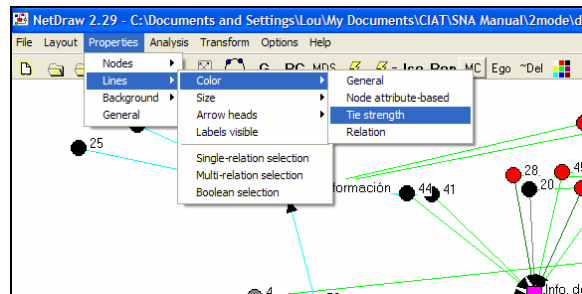 NetDraw 2.29 - C:\Documents and Settings\Lou\My Documents\CIAT\SNA Manual\2mode\d
File Layout Properties Analysis Transform Options Help
G PC MDS = Iso Ren MC Ego ~Del
Nodes
Lines
Background
General
Color
Size
Arrow heads
Labels visible
Single-relation selection
Multi-relation selection
Boolean selection
General
Node attribute-based
Tie strength
Relation
25
formación
44
41
28
20
45
4
Info. d